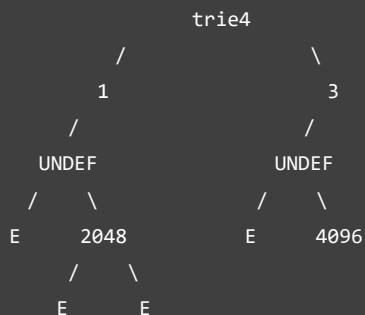 trie4
/ \
1 3
/ /
UNDEF UNDEF
/ \ / \
E 2048 E 4096
/ \
E E